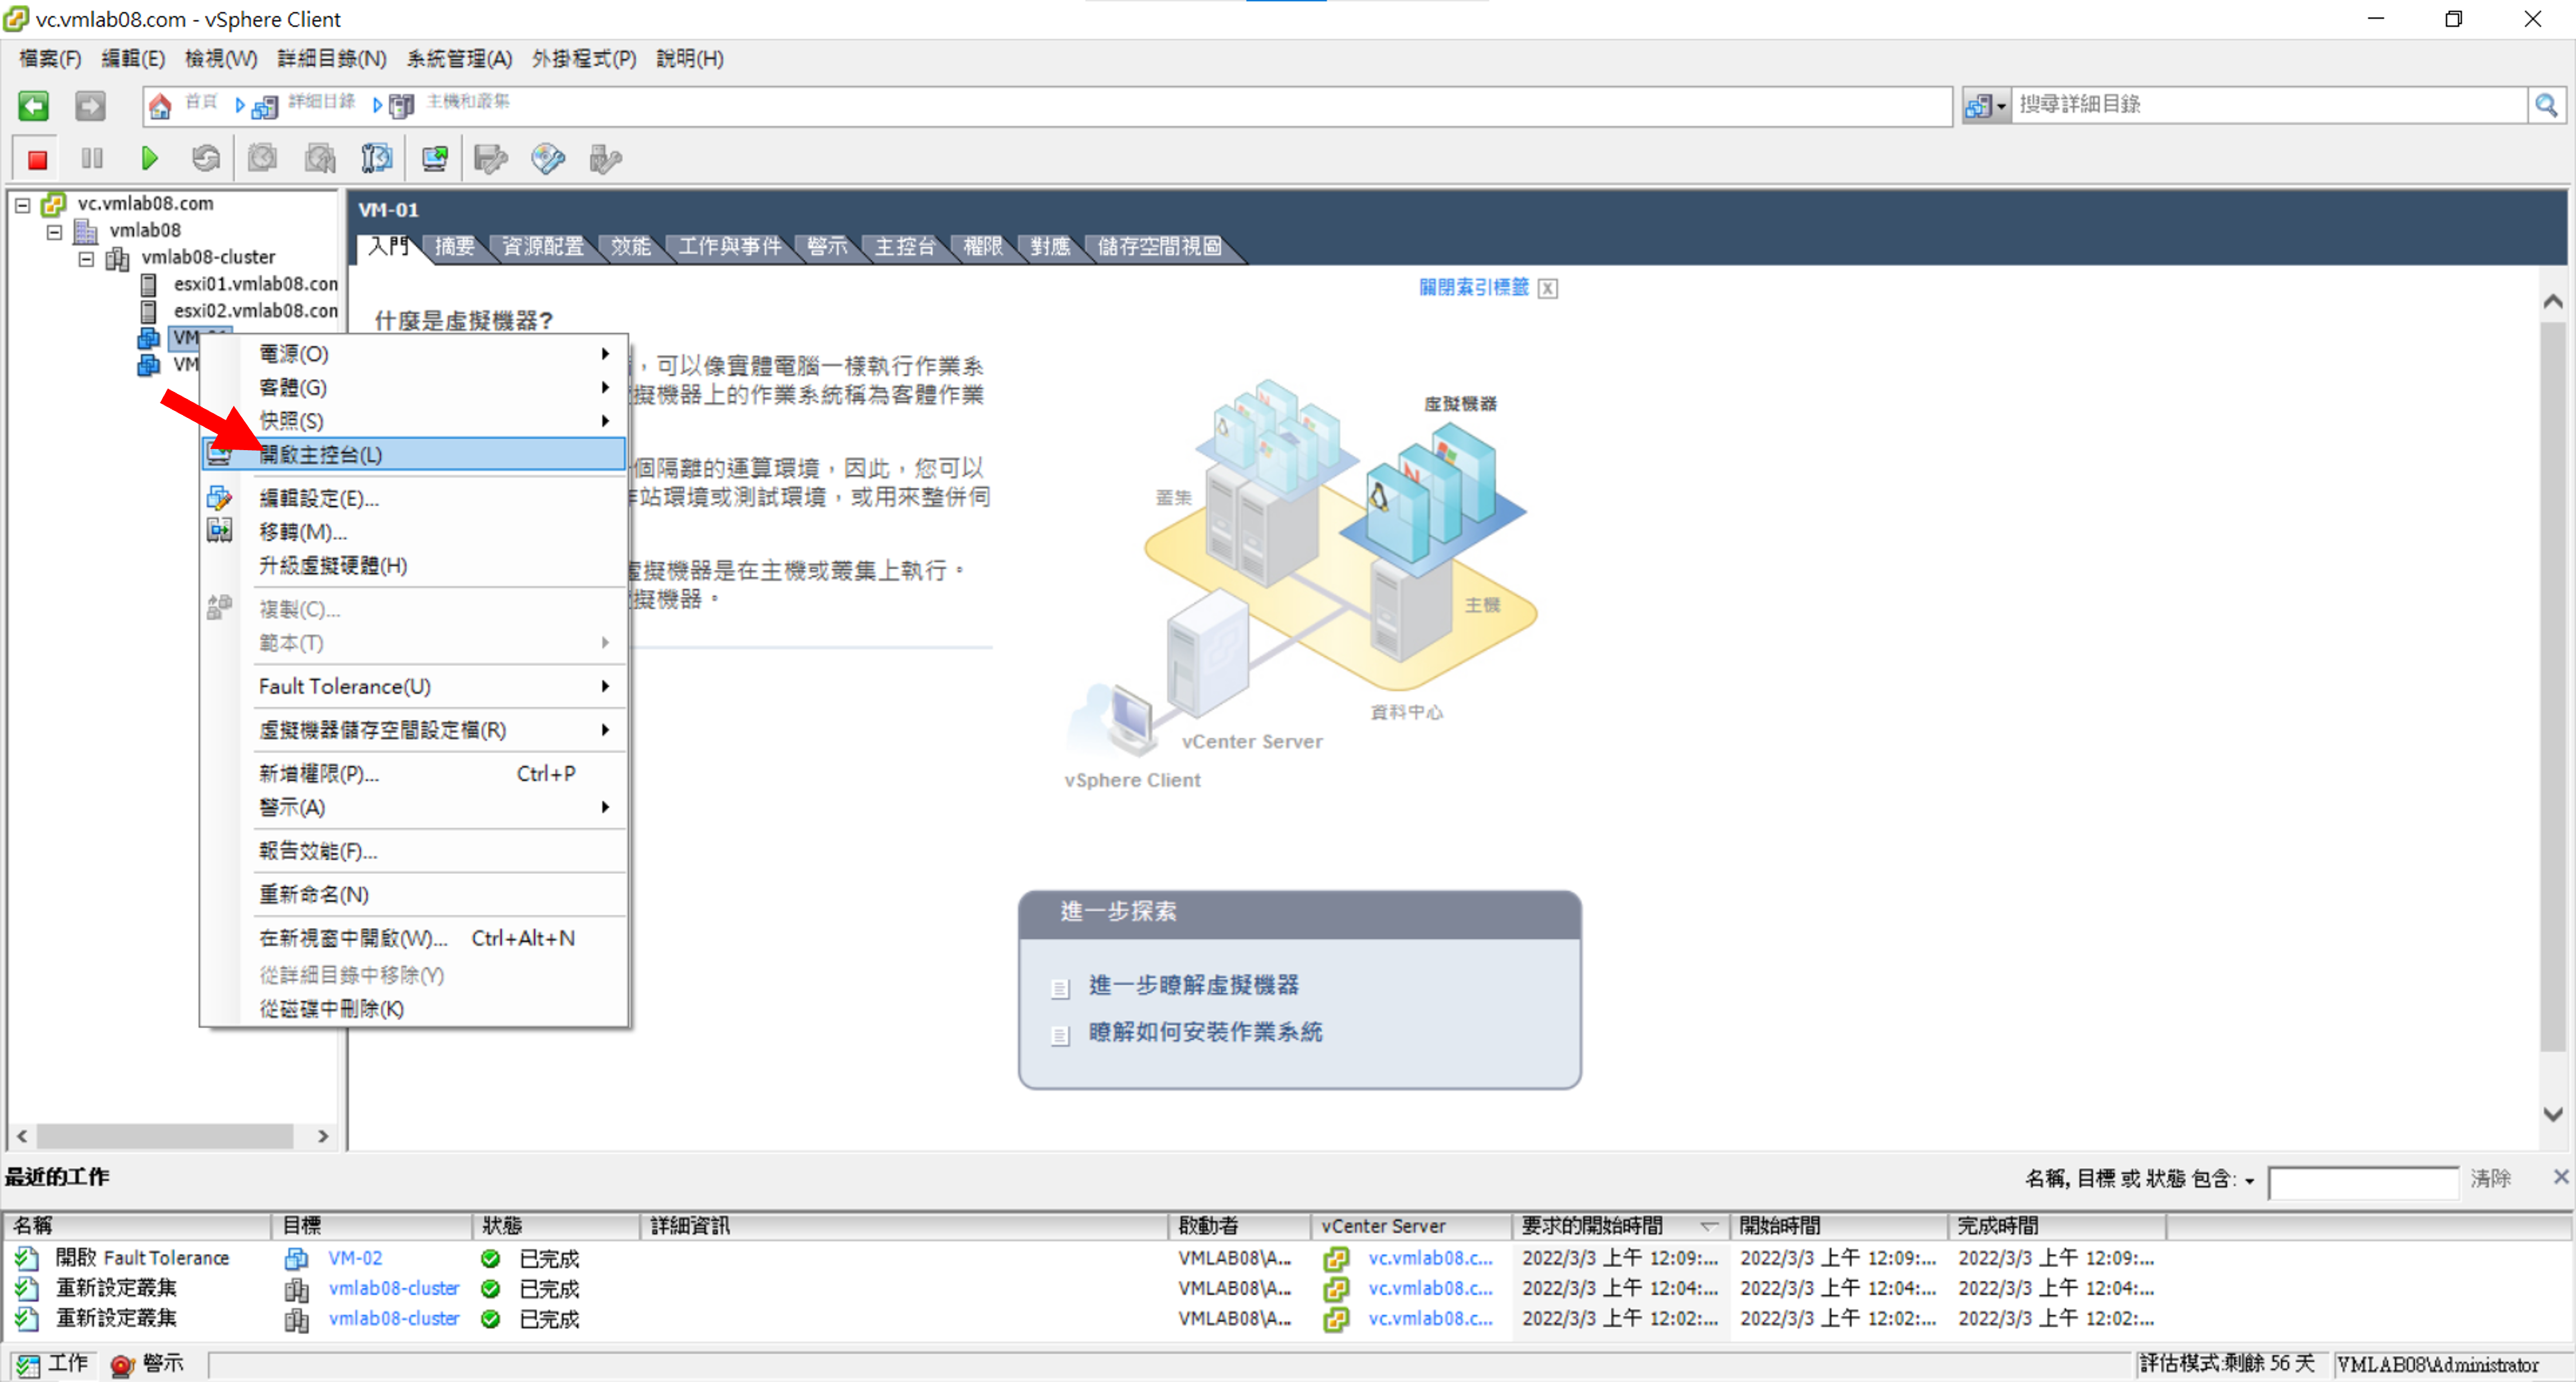 vc.vmlab08.com - vSphere Client
檔案(F) 編輯(E) 檢視(W) 詳細目錄(N) 系統管理(A) 外掛程式(P) 說明(H)
首頁 詳細目錄 主機和叢集 搜尋詳細目錄
vc.vmlab08.com
vmlab08
vmlab08-cluster
esxi01.vmlab08.con
esxi02.vmlab08.con
VM
VM
VM-01
入門 摘要 資源配置 效能 工作與事件 警示 主控台 權限 對應 儲存空間視圖
關閉索引標籤 X
什麼是虛擬機器?
，可以像實體電腦一樣執行作業系
擬機器上的作業系統稱為客體作業
個隔離的運算環境，因此，您可以
站環境或測試環境，或用來整併伺
虛擬機器是在主機或叢集上執行。
擬機器。
電源(O)
客體(G)
快照(S)
開啟主控台(L)
編輯設定(E)...
移轉(M)...
升級虛擬硬體(H)
複製(C)...
範本(T)
Fault Tolerance(U)
虛擬機器儲存空間設定檔(R)
新增權限(P)... Ctrl+P
警示(A)
報告效能(F)...
重新命名(N)
在新視窗中開啟(W)... Ctrl+Alt+N
從詳細目錄中移除(Y)
從磁碟中刪除(K)
虛擬機器
叢集
主機
資料中心
vCenter Server
vSphere Client
進一步探索
進一步瞭解虛擬機器
瞭解如何安裝作業系統
最近的工作 名稱, 目標 或 狀態 包含: 清除
名稱 目標 狀態 詳細資訊 啟動者 vCenter Server 要求的開始時間 開始時間 完成時間
開啟 Fault Tolerance VM-02 已完成 VMLAB08\A... vc.vmlab08.c... 2022/3/3 上午 12:09:... 2022/3/3 上午 12:09:... 2022/3/3 上午 12:09:...
重新設定叢集 vmlab08-cluster 已完成 VMLAB08\A... vc.vmlab08.c... 2022/3/3 上午 12:04:... 2022/3/3 上午 12:04:... 2022/3/3 上午 12:04:...
重新設定叢集 vmlab08-cluster 已完成 VMLAB08\A... vc.vmlab08.c... 2022/3/3 上午 12:02:... 2022/3/3 上午 12:02:... 2022/3/3 上午 12:02:...
工作 警示 評估模式:剩餘 56 天 VMLAB08\Administrator